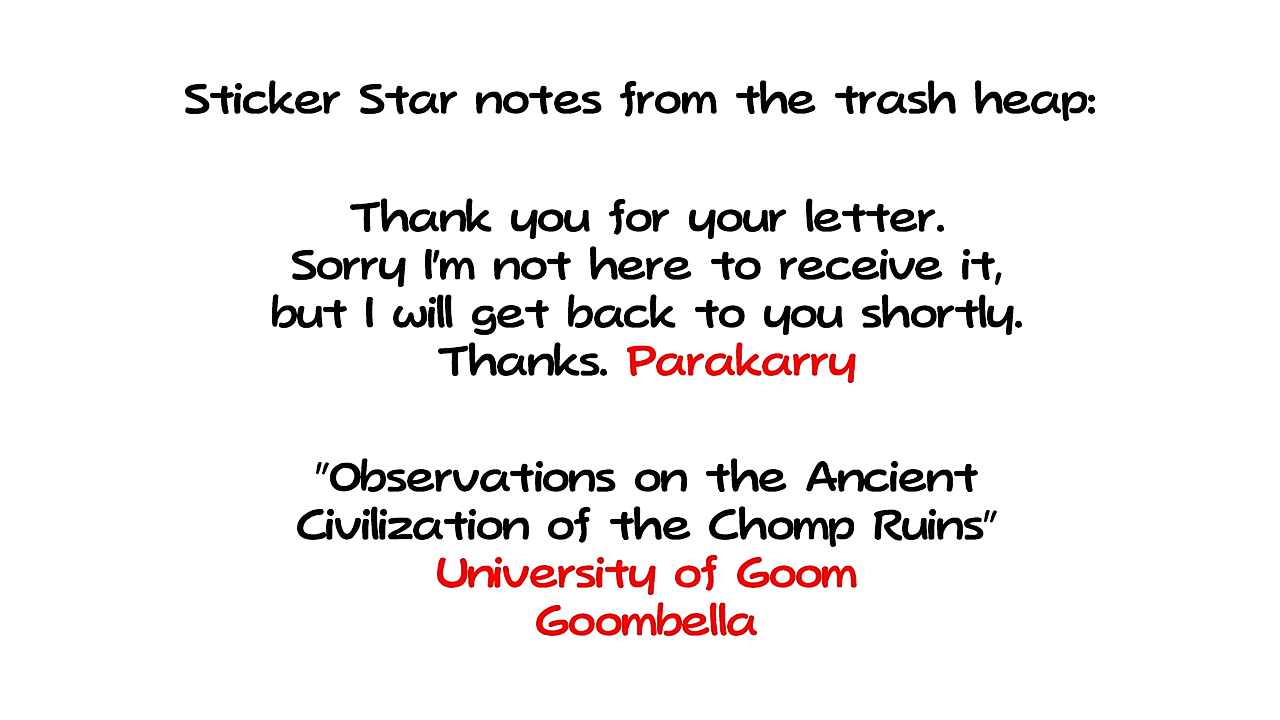 Sticker Star notes from the trash heap:
Thank you for your letter.
Sorry I'm not here to receive it,
but I will get back to you shortly.
Thanks. Parakarry
"Observations on the Ancient
Civilization of the Chomp Ruins"
University of Goom
Goombella